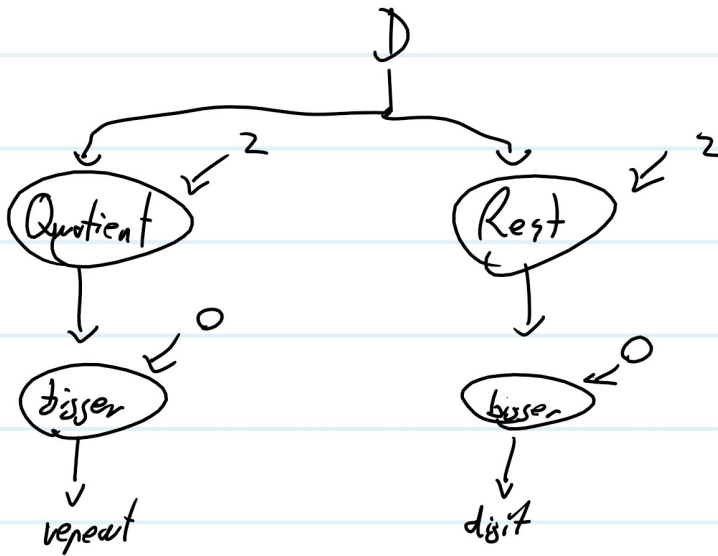 D
2
2
Quotient
Rest
0
0
bigger
bigger
repeat
digit